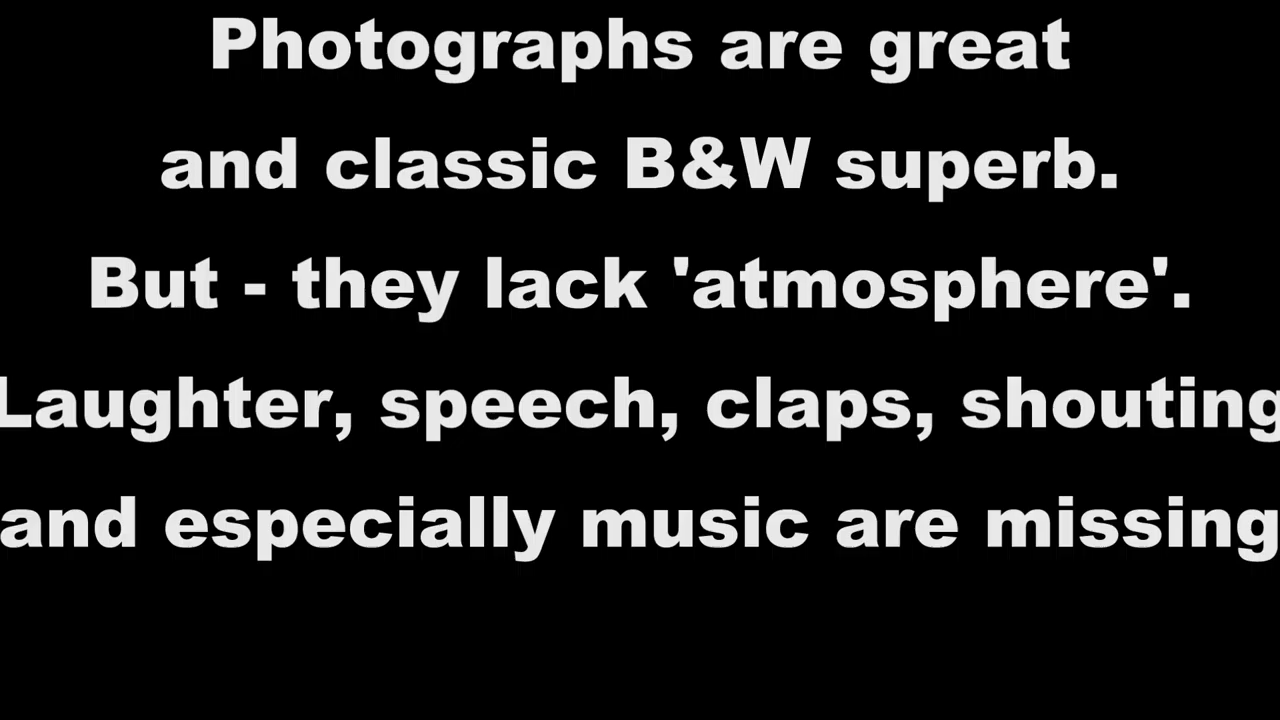 Photographs are great
and classic B&W superb.
But - they lack 'atmosphere'.
Laughter, speech, claps, shouting
and especially music are missing